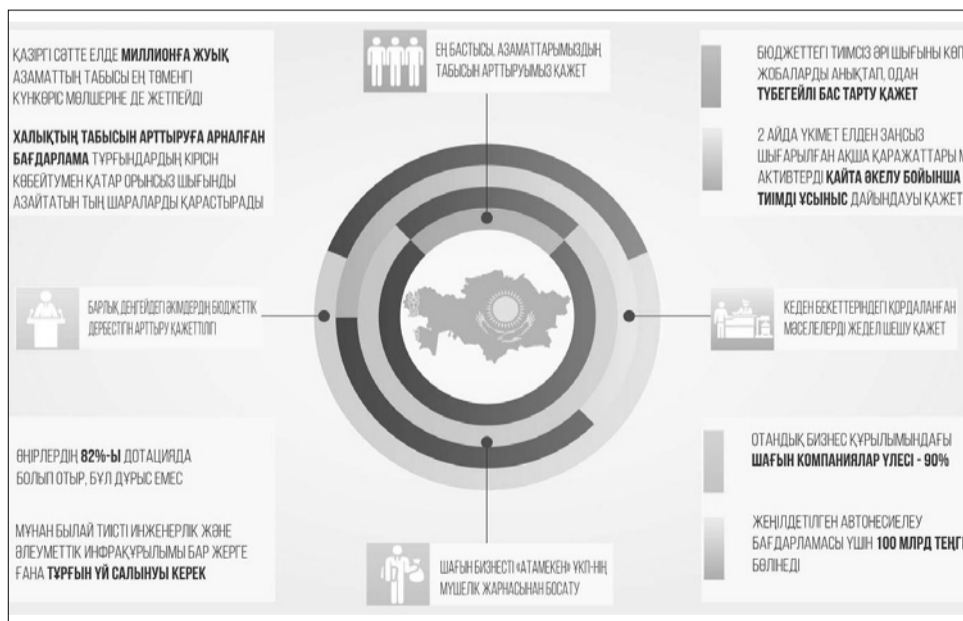 ҚАЗІРГІ СӘТТЕ ЕЛДЕ МИЛЛИОНҒА ЖУЫҚ
АЗАМАТТЫҢ ТАБЫСЫ ЕҢ ТӨМЕНГІ
КҮНКӨРІС МӨЛШЕРІНЕ ДЕ ЖЕТПЕЙДІ
ХАЛЫҚТЫҢ ТАБЫСЫН АРТТЫРУҒА АРНАЛҒАН
БАҒДАРЛАМА ТҰРҒЫНДАРДЫҢ КІРІСІН
КӨБЕЙТУМЕН ҚАТАР ОРЫНСЫЗ ШЫҒЫНДЫ
АЗАЙТАТЫН ТЫҢ ШАРАЛАРДЫ ҚАРАСТЫРАДЫ
ЕҢ БАСТЫСЫ, АЗАМАТТАРЫМЫЗДЫҢ
ТАБЫСЫН АРТТЫРУЫМЫЗ ҚАЖЕТ
БЮДЖЕТТЕГІ ТИІМСІЗ ӘРІ ШЫҒЫНЫ КӨП
ЖОБАЛАРДЫ АНЫҚТАП, ОДАН
ТҮБЕГЕЙЛІ БАС ТАРТУ ҚАЖЕТ
2 АЙДА ҮКІМЕТ ЕЛДЕН ЗАҢСЫЗ
ШЫҒАРЫЛҒАН АҚША ҚАРАЖАТТАРЫ
АКТИВТЕРДІ ҚАЙТА ӘКЕЛУ БОЙЫНША
ТИІМДІ ҰСЫНЫС ДАЙЫНДАУЫ ҚАЖЕТ
БАРЛЫҚ ДЕҢГЕЙДЕГІ ӘКІМДЕРДІҢ БЮДЖЕТТІК
ДЕРБЕСТІГІН АРТТЫРУ ҚАЖЕТТІЛІГІ
КЕДЕН БЕКЕТТЕРІНДЕГІ ҚОРДАЛАНҒАН
МӘСЕЛЕЛЕРДІ ЖЕДЕЛ ШЕШУ ҚАЖЕТ
ӨҢІРЛЕРДІҢ 82%-Ы ДОТАЦИЯДА
БОЛЫП ОТЫР, БҰЛ ДҰРЫС ЕМЕС
МҰНАН БЫЛАЙ ТИІСТІ ИНЖЕНЕРЛІК ЖӘНЕ
ӘЛЕУМЕТТІК ИНФРАҚҰРЫЛЫМЫ БАР ЖЕРГЕ
ҒАНА ТҰРҒЫН ҮЙ САЛЫНУЫ КЕРЕК
ШАҒЫН БИЗНЕСТІ «АТАМЕКЕН» ҰКП-НІҢ
МҮШЕЛІК ЖАРНАСЫНАН БОСАТУ
ОТАНДЫҚ БИЗНЕС ҚҰРЫЛЫМЫНДАҒЫ
ШАҒЫН КОМПАНИЯЛАР ҮЛЕСІ - 90%
ЖЕҢІЛДЕТІЛГЕН АВТОНЕСИЕЛЕУ
БАҒДАРЛАМАСЫ ҮШІН 100 МЛРД ТЕҢГЕ
БӨЛІНЕДІ